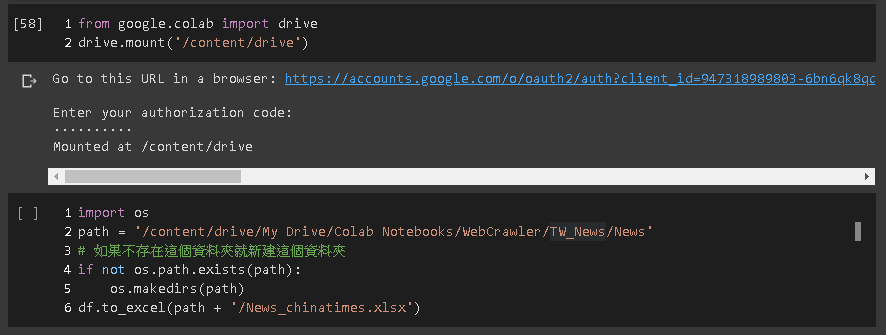 [58] 1 from google.colab import drive
2 drive.mount('/content/drive')
Go to this URL in a browser: https://accounts.google.com/o/oauth2/auth?client_id=947318989803-6bn6qk8qd
Enter your authorization code:
··········
Mounted at /content/drive
[ ] 1 import os
2 path = '/content/drive/My Drive/Colab Notebooks/WebCrawler/TW_News/News'
3 # 如果不存在這個資料夾就新建這個資料夾
4 if not os.path.exists(path):
5     os.makedirs(path)
6 df.to_excel(path + '/News_chinatimes.xlsx')